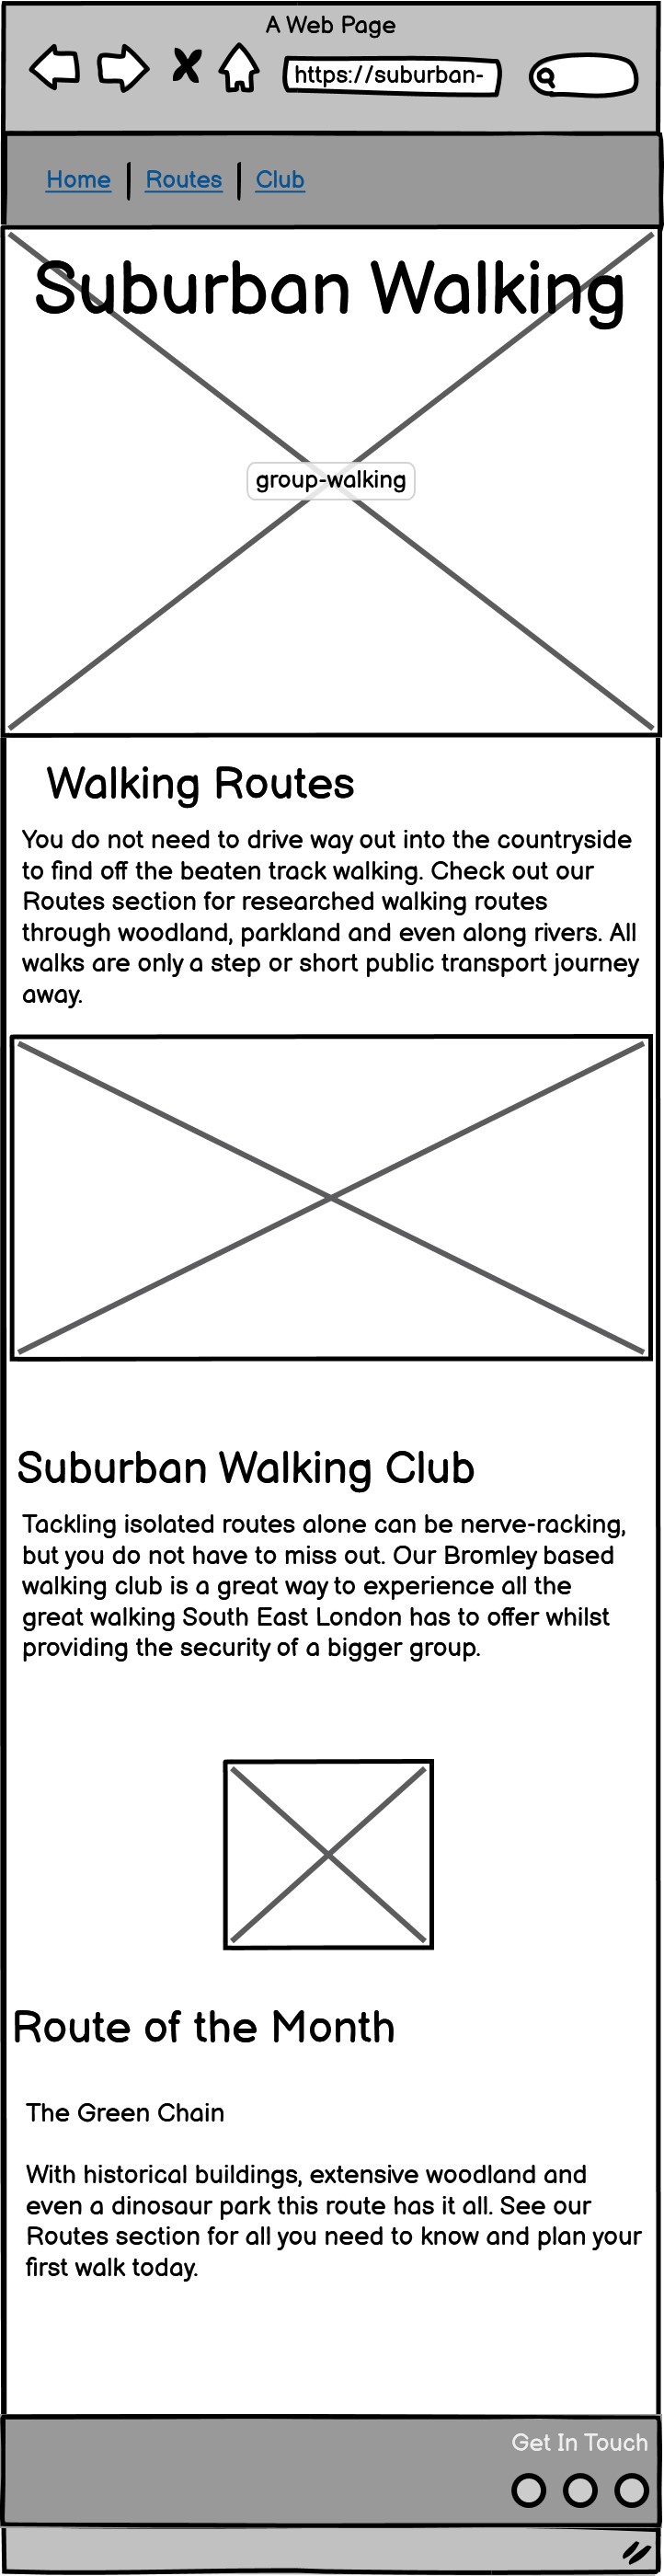 A Web Page
https://suburban-
Home | Routes | Club
Suburban Walking
group-walking
Walking Routes
You do not need to drive way out into the countryside
to find off the beaten track walking. Check out our
Routes section for researched walking routes
through woodland, parkland and even along rivers. All
walks are only a step or short public transport journey
away.
Suburban Walking Club
Tackling isolated routes alone can be nerve-racking,
but you do not have to miss out. Our Bromley based
walking club is a great way to experience all the
great walking South East London has to offer whilst
providing the security of a bigger group.
Route of the Month
The Green Chain
With historical buildings, extensive woodland and
even a dinosaur park this route has it all. See our
Routes section for all you need to know and plan your
first walk today.
Get In Touch